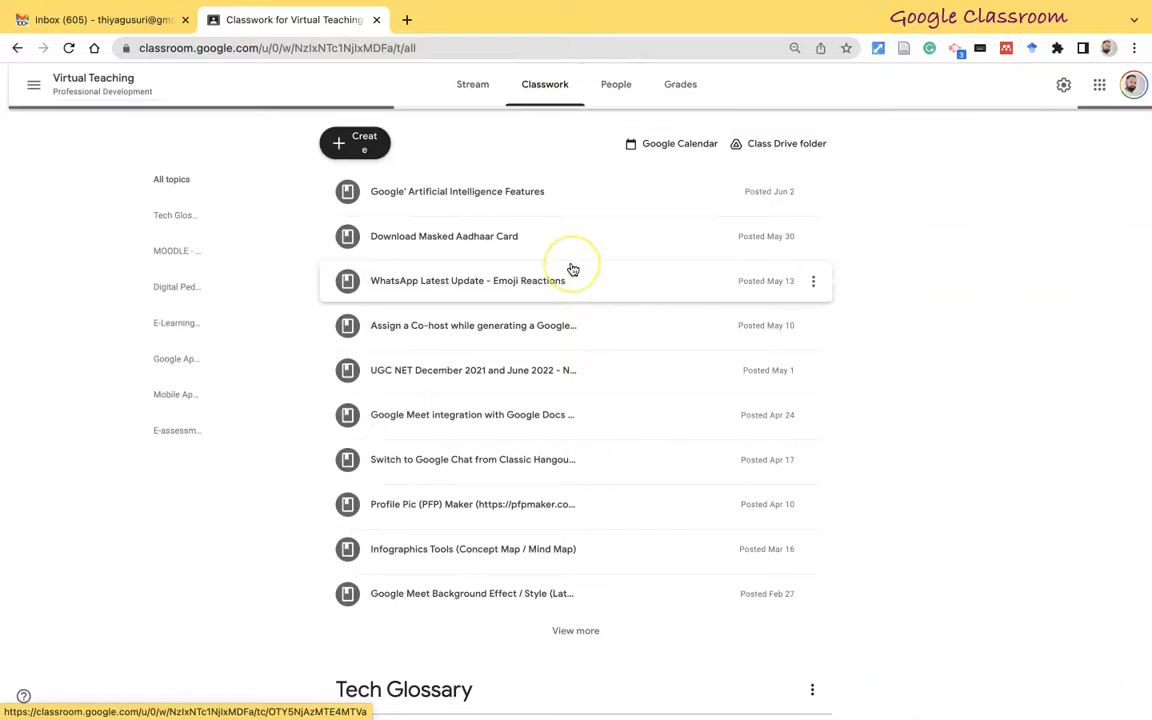 Inbox (605) - thiyagusuri@gma
Classwork for Virtual Teaching
Google Classroom
classroom.google.com/u/0/w/NzIxNTc1NjIxMDFa/t/all
3
Virtual Teaching
Professional Development
Stream
Classwork
People
Grades
Creat
e
Google Calendar
Class Drive folder
All topics
Tech Glos...
MOODLE - ...
Digital Ped...
E-Learning...
Google Ap...
Mobile Ap...
E-assessm...
Google' Artificial Intelligence Features
Posted Jun 2
Download Masked Aadhaar Card
Posted May 30
WhatsApp Latest Update - Emoji Reactions
Posted May 13
Assign a Co-host while generating a Google...
Posted May 10
UGC NET December 2021 and June 2022 - N...
Posted May 1
Google Meet integration with Google Docs ...
Posted Apr 24
Switch to Google Chat from Classic Hangou...
Posted Apr 17
Profile Pic (PFP) Maker (https://pfpmaker.co...
Posted Apr 10
Infographics Tools (Concept Map / Mind Map)
Posted Mar 16
Google Meet Background Effect / Style (Lat...
Posted Feb 27
View more
Tech Glossary
https://classroom.google.com/u/0/w/NzIxNTc1NjIxMDFa/tc/OTY5NjAzMTE4MTVa